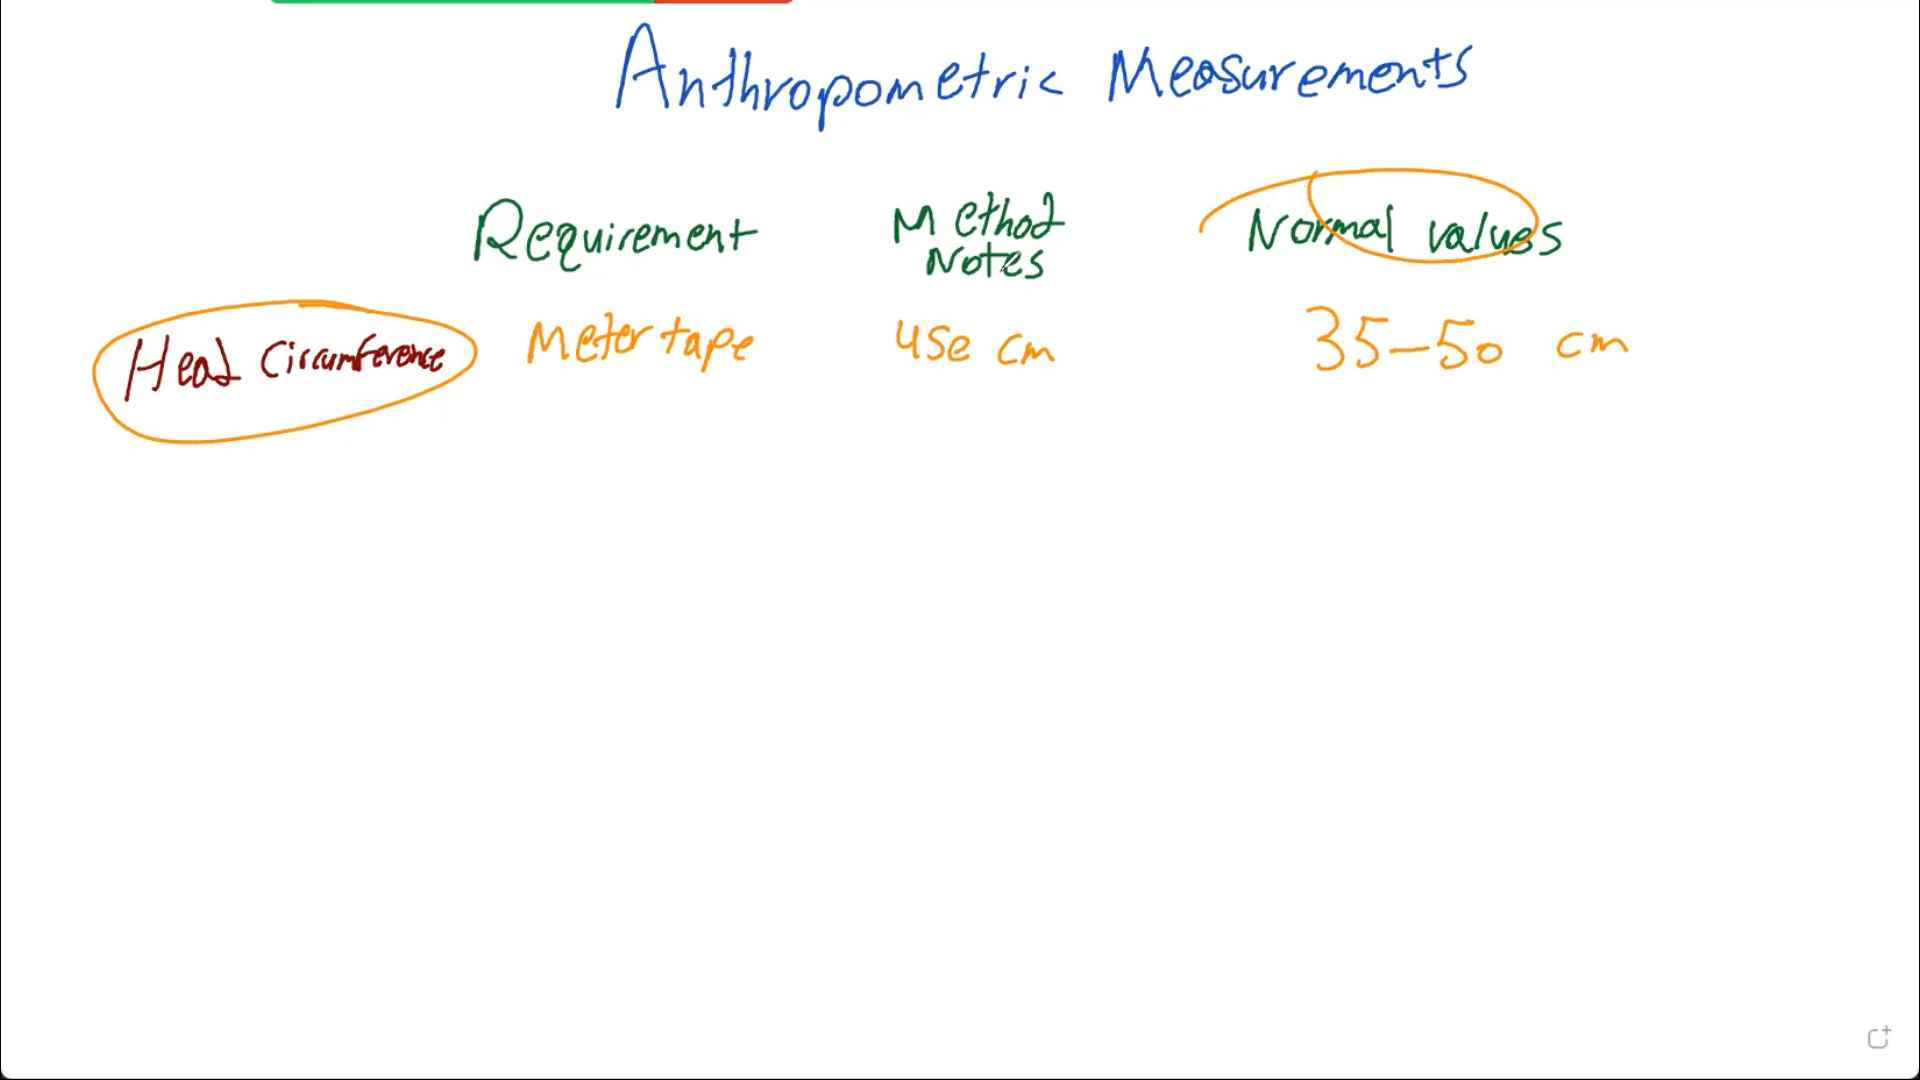 Anthropometric Measurements
Requirement Method Notes Normal values
Head Circumference Meter tape use cm 35-50 cm